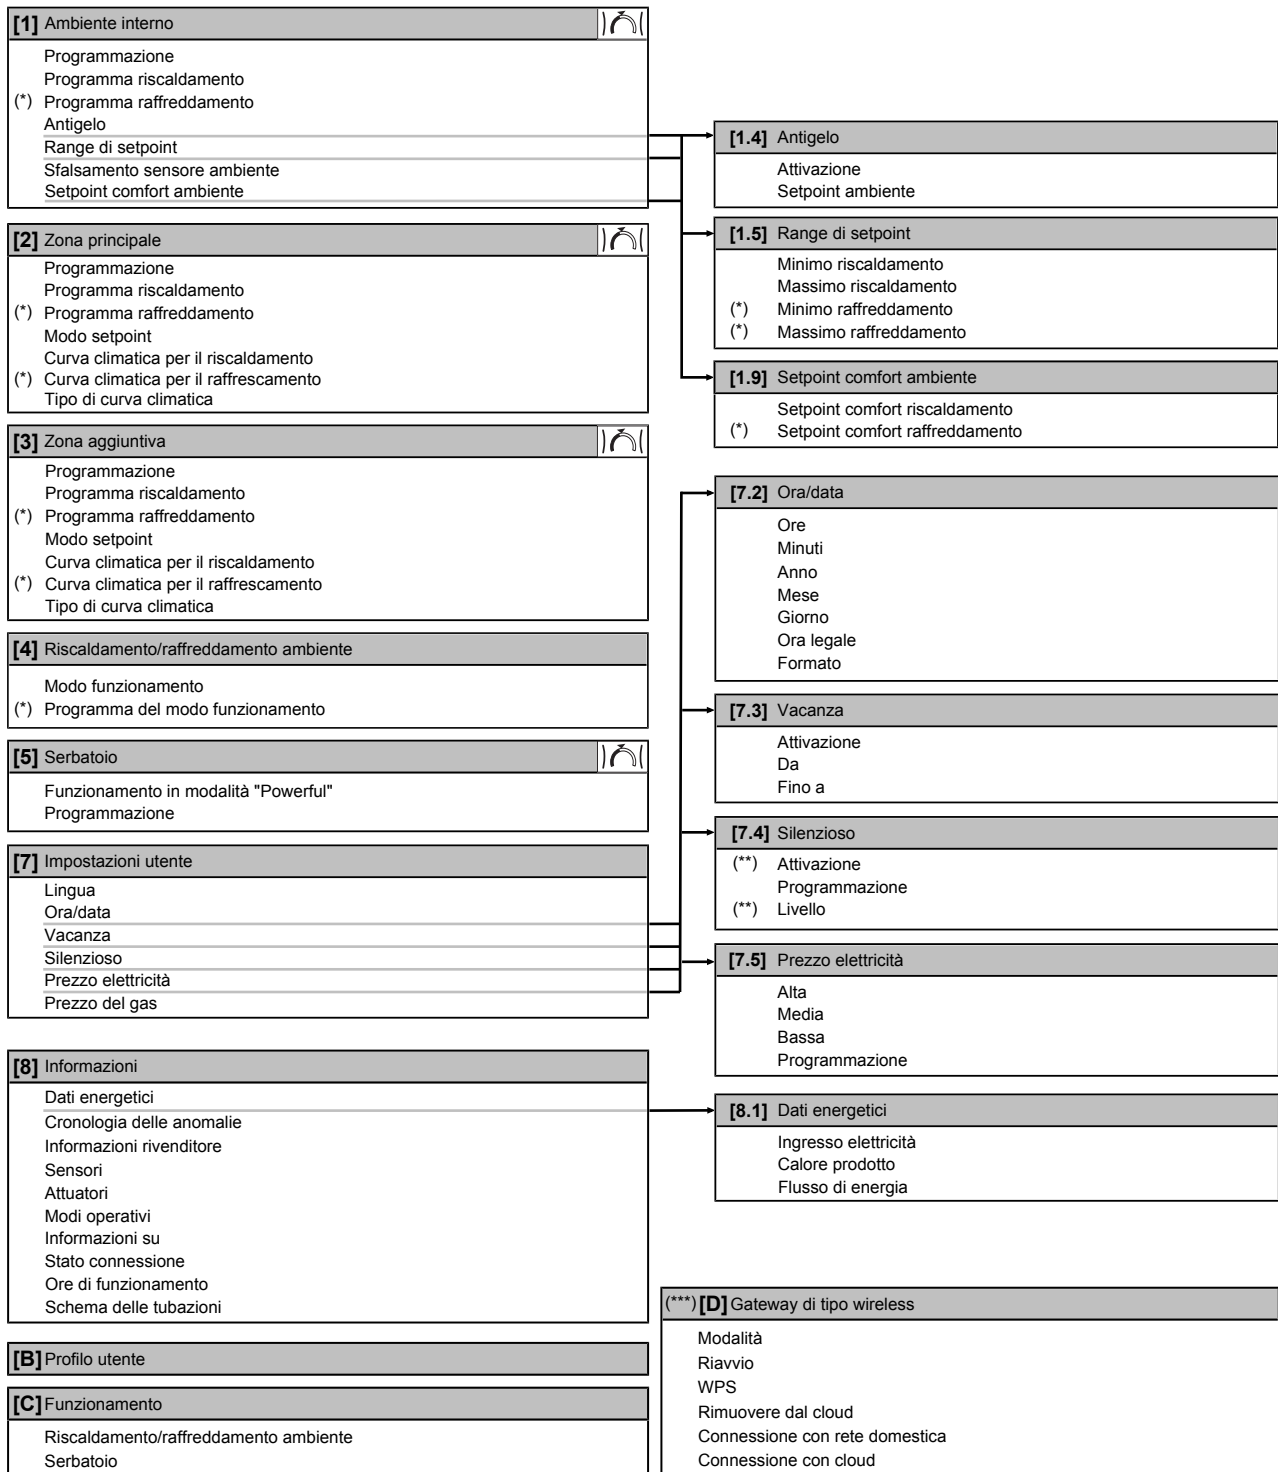 [1] Ambiente interno
Programmazione
Programma riscaldamento
(*) Programma raffreddamento
Antigelo
Range di setpoint
Sfalsamento sensore ambiente
Setpoint comfort ambiente
[2] Zona principale
Programmazione
Programma riscaldamento
(*) Programma raffreddamento
Modo setpoint
Curva climatica per il riscaldamento
(*) Curva climatica per il raffrescamento
Tipo di curva climatica
[3] Zona aggiuntiva
Programmazione
Programma riscaldamento
(*) Programma raffreddamento
Modo setpoint
Curva climatica per il riscaldamento
(*) Curva climatica per il raffrescamento
Tipo di curva climatica
[4] Riscaldamento/raffreddamento ambiente
Modo funzionamento
(*) Programma del modo funzionamento
[5] Serbatoio
Funzionamento in modalità "Powerful"
Programmazione
[7] Impostazioni utente
Lingua
Ora/data
Vacanza
Silenzioso
Prezzo elettricità
Prezzo del gas
[8] Informazioni
Dati energetici
Cronologia delle anomalie
Informazioni rivenditore
Sensori
Attuatori
Modi operativi
Informazioni su
Stato connessione
Ore di funzionamento
Schema delle tubazioni
[B] Profilo utente
[C] Funzionamento
Riscaldamento/raffreddamento ambiente
Serbatoio
[1.4] Antigelo
Attivazione
Setpoint ambiente
[1.5] Range di setpoint
Minimo riscaldamento
Massimo riscaldamento
(*) Minimo raffreddamento
(*) Massimo raffreddamento
[1.9] Setpoint comfort ambiente
Setpoint comfort riscaldamento
(*) Setpoint comfort raffreddamento
[7.2] Ora/data
Ore
Minuti
Anno
Mese
Giorno
Ora legale
Formato
[7.3] Vacanza
Attivazione
Da
Fino a
[7.4] Silenzioso
(**) Attivazione
Programmazione
(**) Livello
[7.5] Prezzo elettricità
Alta
Media
Bassa
Programmazione
[8.1] Dati energetici
Ingresso elettricità
Calore prodotto
Flusso di energia
(***) [D] Gateway di tipo wireless
Modalità
Riavvio
WPS
Rimuovere dal cloud
Connessione con rete domestica
Connessione con cloud